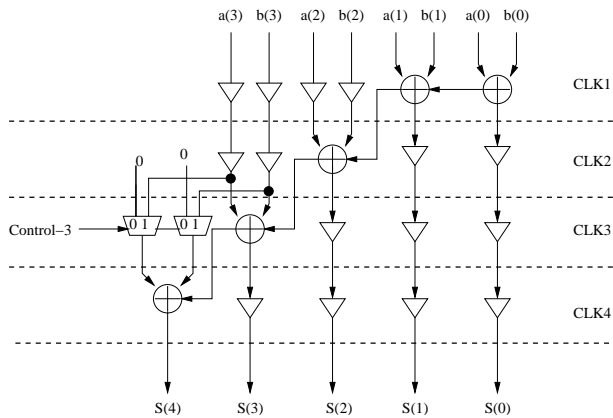 a(3) b(3) a(2) b(2) a(1) b(1) a(0) b(0)
CLK1
CLK2
0 0
0 1 0 1
Control−3
CLK3
CLK4
S(4) S(3) S(2) S(1) S(0)